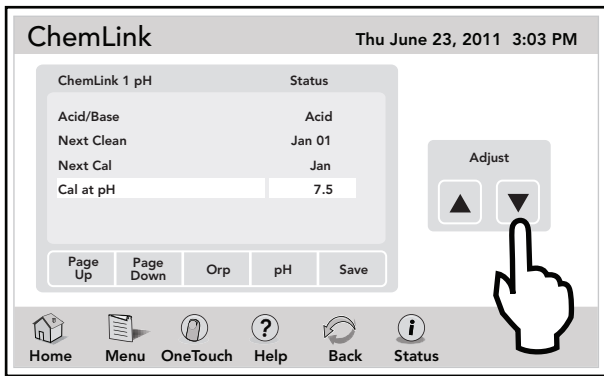 ChemLink Thu June 23, 2011 3:03 PM
ChemLink 1 pH Status
Acid/Base Acid
Next Clean Jan 01
Next Cal Jan
Cal at pH 7.5
Adjust
Page Up Page Down Orp pH Save
Home Menu OneTouch Help Back Status